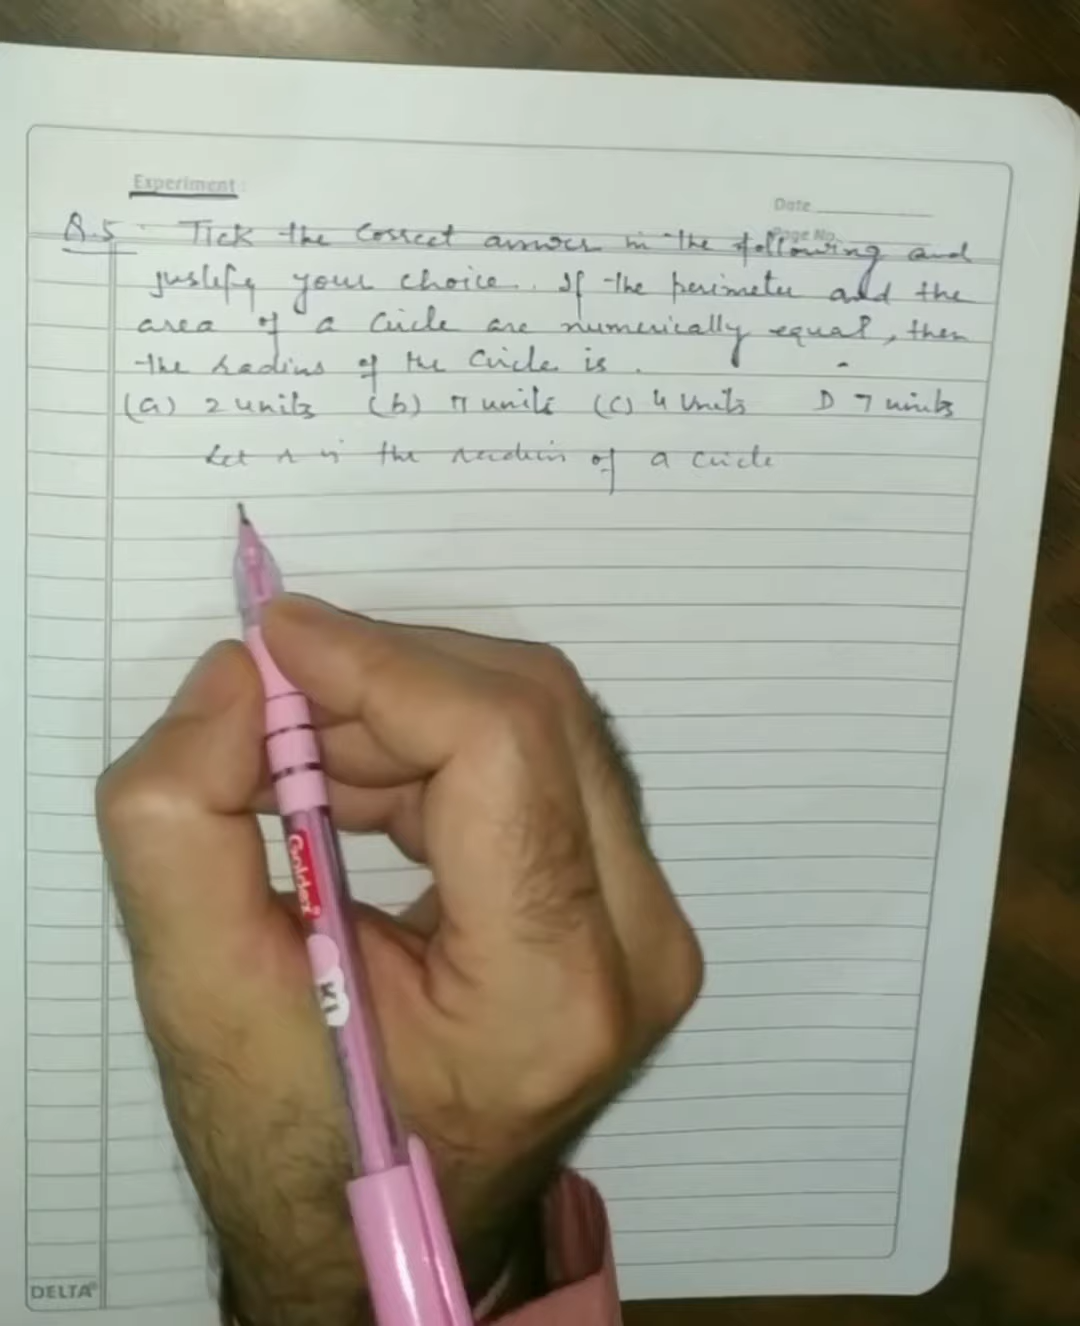 Experiment :
Date
Page No.
Q.5 Tick the correct answer in the following and
justify your choice. If the perimeter and the
area of a circle are numerically equal, then
the radius of the circle is.
(a) 2 units (b) π units (c) 4 units D 7 units
Let r is the radius of a circle
Goldex
KI
DELTA